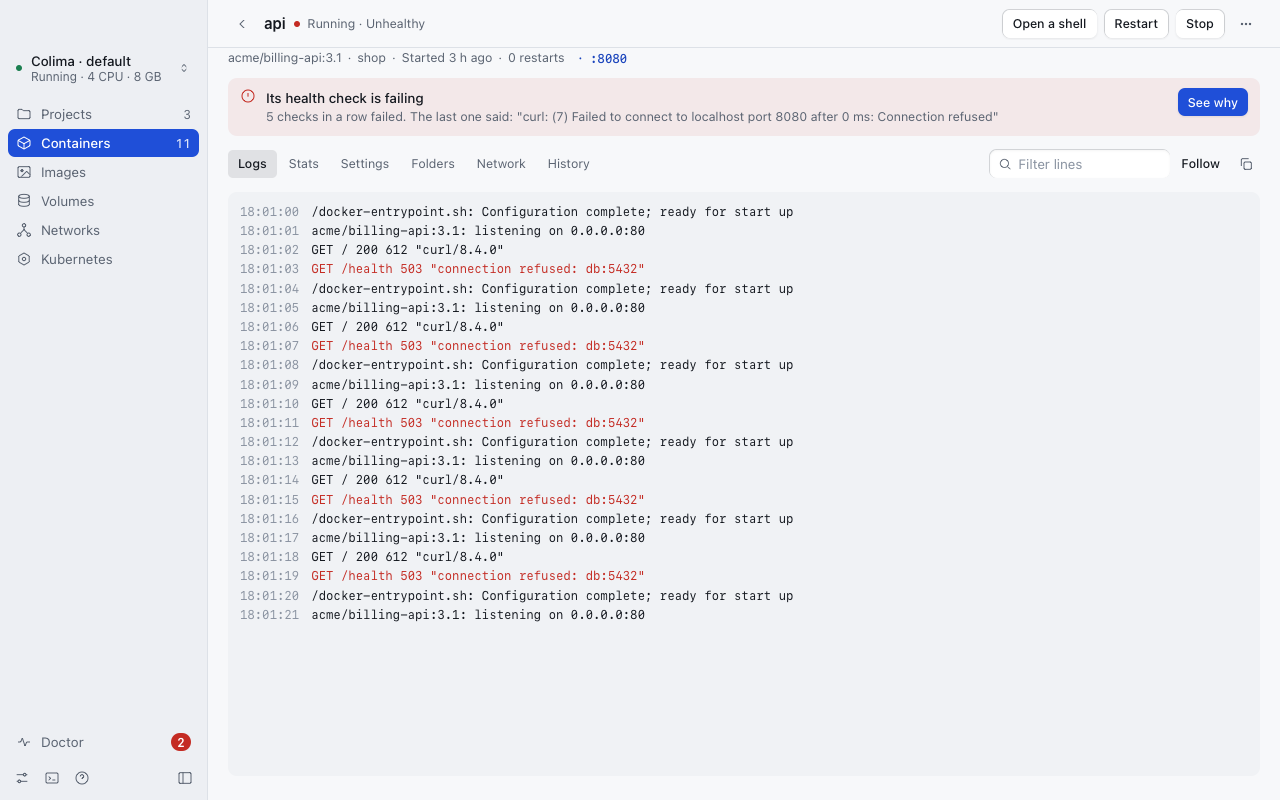 Colima · default
Running · 4 CPU · 8 GB
Projects 3
Containers 11
Images
Volumes
Networks
Kubernetes
Doctor 2
api Running · Unhealthy
Open a shell Restart Stop
acme/billing-api:3.1 · shop · Started 3 h ago · 0 restarts · :8080
Its health check is failing
5 checks in a row failed. The last one said: "curl: (7) Failed to connect to localhost port 8080 after 0 ms: Connection refused"
See why
Logs Stats Settings Folders Network History
Filter lines Follow
18:01:00 /docker-entrypoint.sh: Configuration complete; ready for start up
18:01:01 acme/billing-api:3.1: listening on 0.0.0.0:80
18:01:02 GET / 200 612 "curl/8.4.0"
18:01:03 GET /health 503 "connection refused: db:5432"
18:01:04 /docker-entrypoint.sh: Configuration complete; ready for start up
18:01:05 acme/billing-api:3.1: listening on 0.0.0.0:80
18:01:06 GET / 200 612 "curl/8.4.0"
18:01:07 GET /health 503 "connection refused: db:5432"
18:01:08 /docker-entrypoint.sh: Configuration complete; ready for start up
18:01:09 acme/billing-api:3.1: listening on 0.0.0.0:80
18:01:10 GET / 200 612 "curl/8.4.0"
18:01:11 GET /health 503 "connection refused: db:5432"
18:01:12 /docker-entrypoint.sh: Configuration complete; ready for start up
18:01:13 acme/billing-api:3.1: listening on 0.0.0.0:80
18:01:14 GET / 200 612 "curl/8.4.0"
18:01:15 GET /health 503 "connection refused: db:5432"
18:01:16 /docker-entrypoint.sh: Configuration complete; ready for start up
18:01:17 acme/billing-api:3.1: listening on 0.0.0.0:80
18:01:18 GET / 200 612 "curl/8.4.0"
18:01:19 GET /health 503 "connection refused: db:5432"
18:01:20 /docker-entrypoint.sh: Configuration complete; ready for start up
18:01:21 acme/billing-api:3.1: listening on 0.0.0.0:80